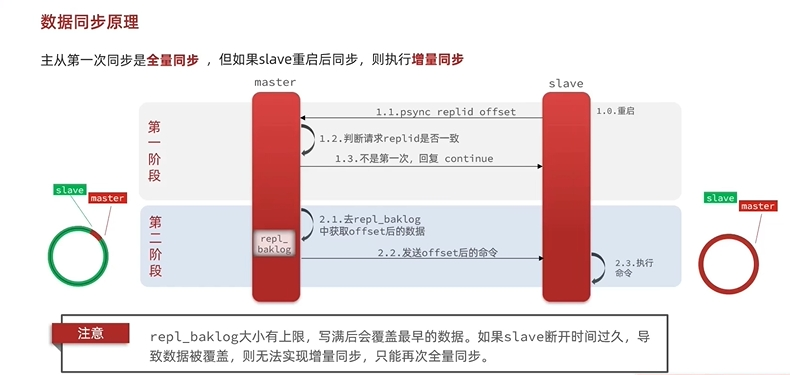 数据同步原理
主从第一次同步是全量同步，但如果slave重启后同步，则执行增量同步
master
slave
第一阶段
1.0.重启
1.1.psync replid offset
1.2.判断请求replid是否一致
1.3.不是第一次，回复 continue
slave
master
slave
master
第二阶段
2.1.去repl_baklog
中获取offset后的数据
repl_
baklog
2.2.发送offset后的命令
2.3.执行
命令
注意
repl_baklog大小有上限，写满后会覆盖最早的数据。如果slave断开时间过久，导
致数据被覆盖，则无法实现增量同步，只能再次全量同步。